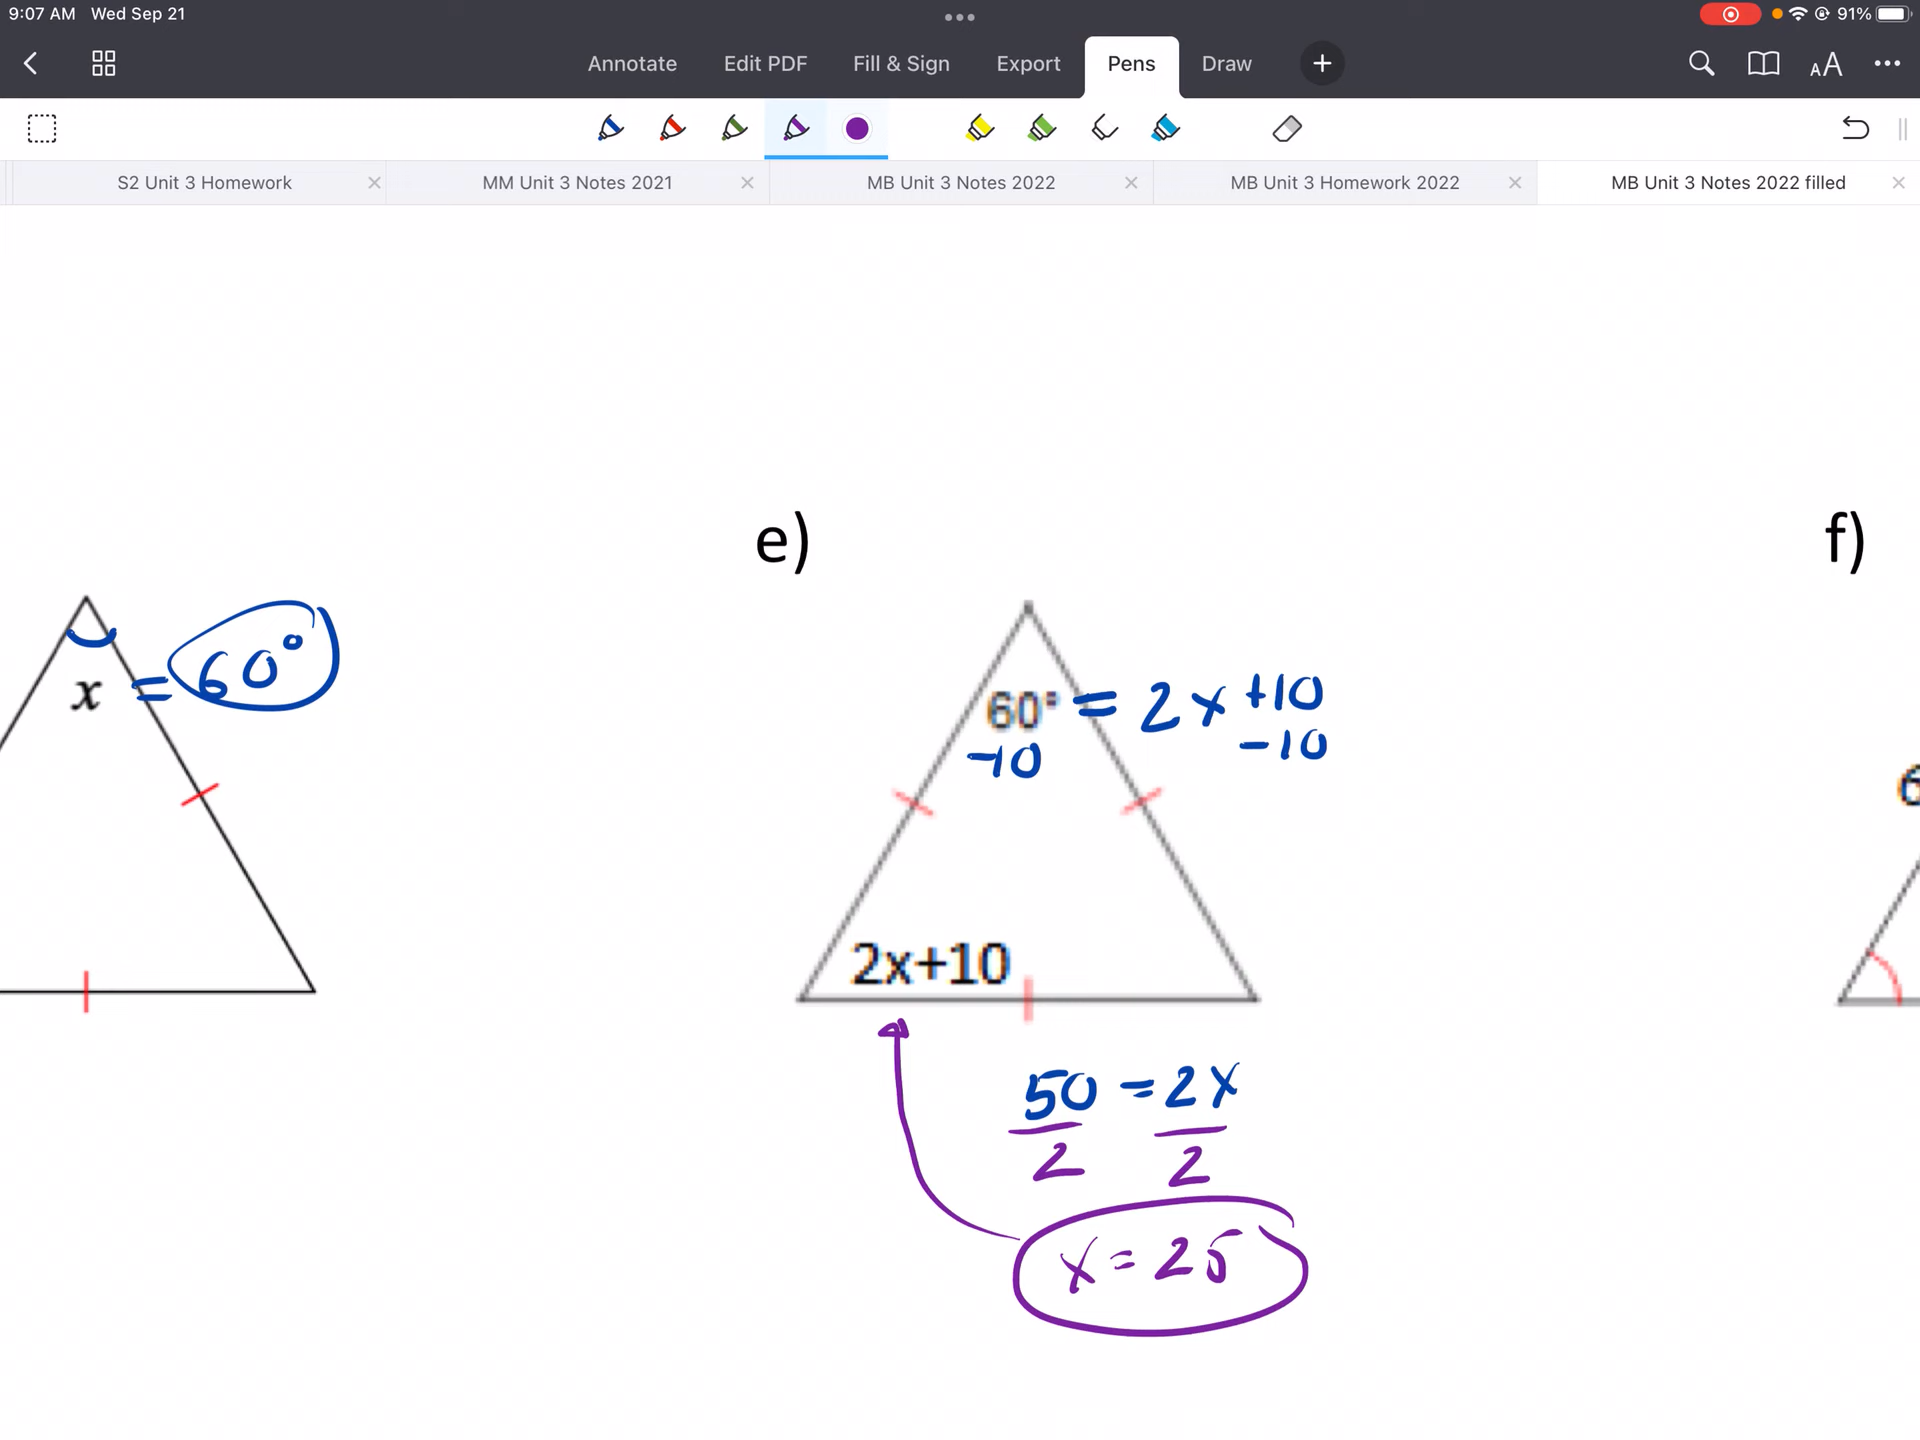 9:07 AM Wed Sep 21
91%
Annotate Edit PDF Fill & Sign Export Pens Draw
AA
S2 Unit 3 Homework MM Unit 3 Notes 2021 MB Unit 3 Notes 2022 MB Unit 3 Homework 2022 MB Unit 3 Notes 2022 filled
e) f)
x = 60°
60° = 2x +10
-10 -10
6
2x+10
50 = 2x
2 2
x = 25